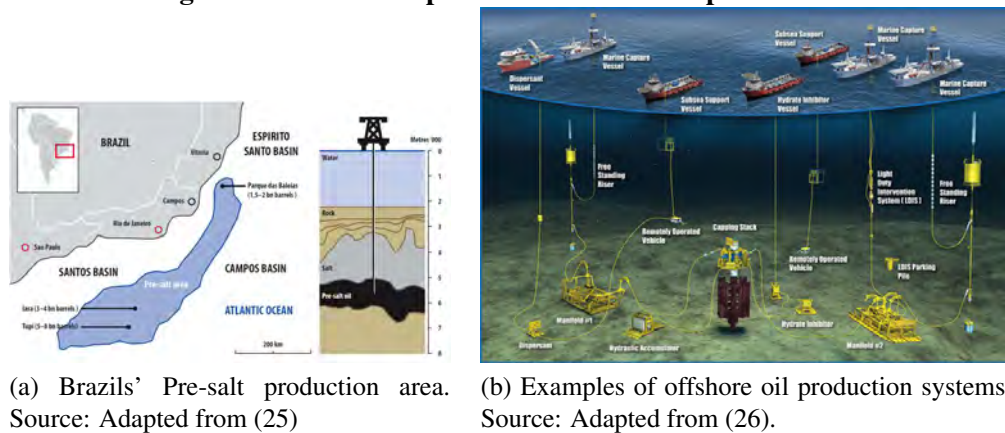 BRAZIL
ESPIRITO
SANTO BASIN
Vitoria
Parque das Baleias
(1,5–2 bn barrels)
Campos
Rio de Janeiro
Sao Paulo
SANTOS BASIN
CAMPOS BASIN
Pre-salt area
ATLANTIC OCEAN
Iara (3–4 bn barrels)
Tupi (5–8 bn barrels)
200 km
Metres '000
0
Water
1
2
Rock
3
4
Salt
5
Pre-salt oil
6
7
8
Dispersant
Vessel
Marine Capture
Vessel
Subsea Support
Vessel
Subsea Support
Vessel
Hydrate Inhibitor
Vessel
Marine Capture
Vessel
Marine Capture
Vessel
Free
Standing
Riser
Light
Duty
Intervention
System (LDIS)
Free
Standing
Riser
Remotely Operated
Vehicle
Capping Stack
Remotely Operated
Vehicle
LDIS Parking
Pile
Manifold #1
Dispersant
Hydraulic Accumulator
Hydrate Inhibitor
Manifold #2
(a) Brazils' Pre-salt production area.
Source: Adapted from (25)
(b) Examples of offshore oil production systems
Source: Adapted from (26).